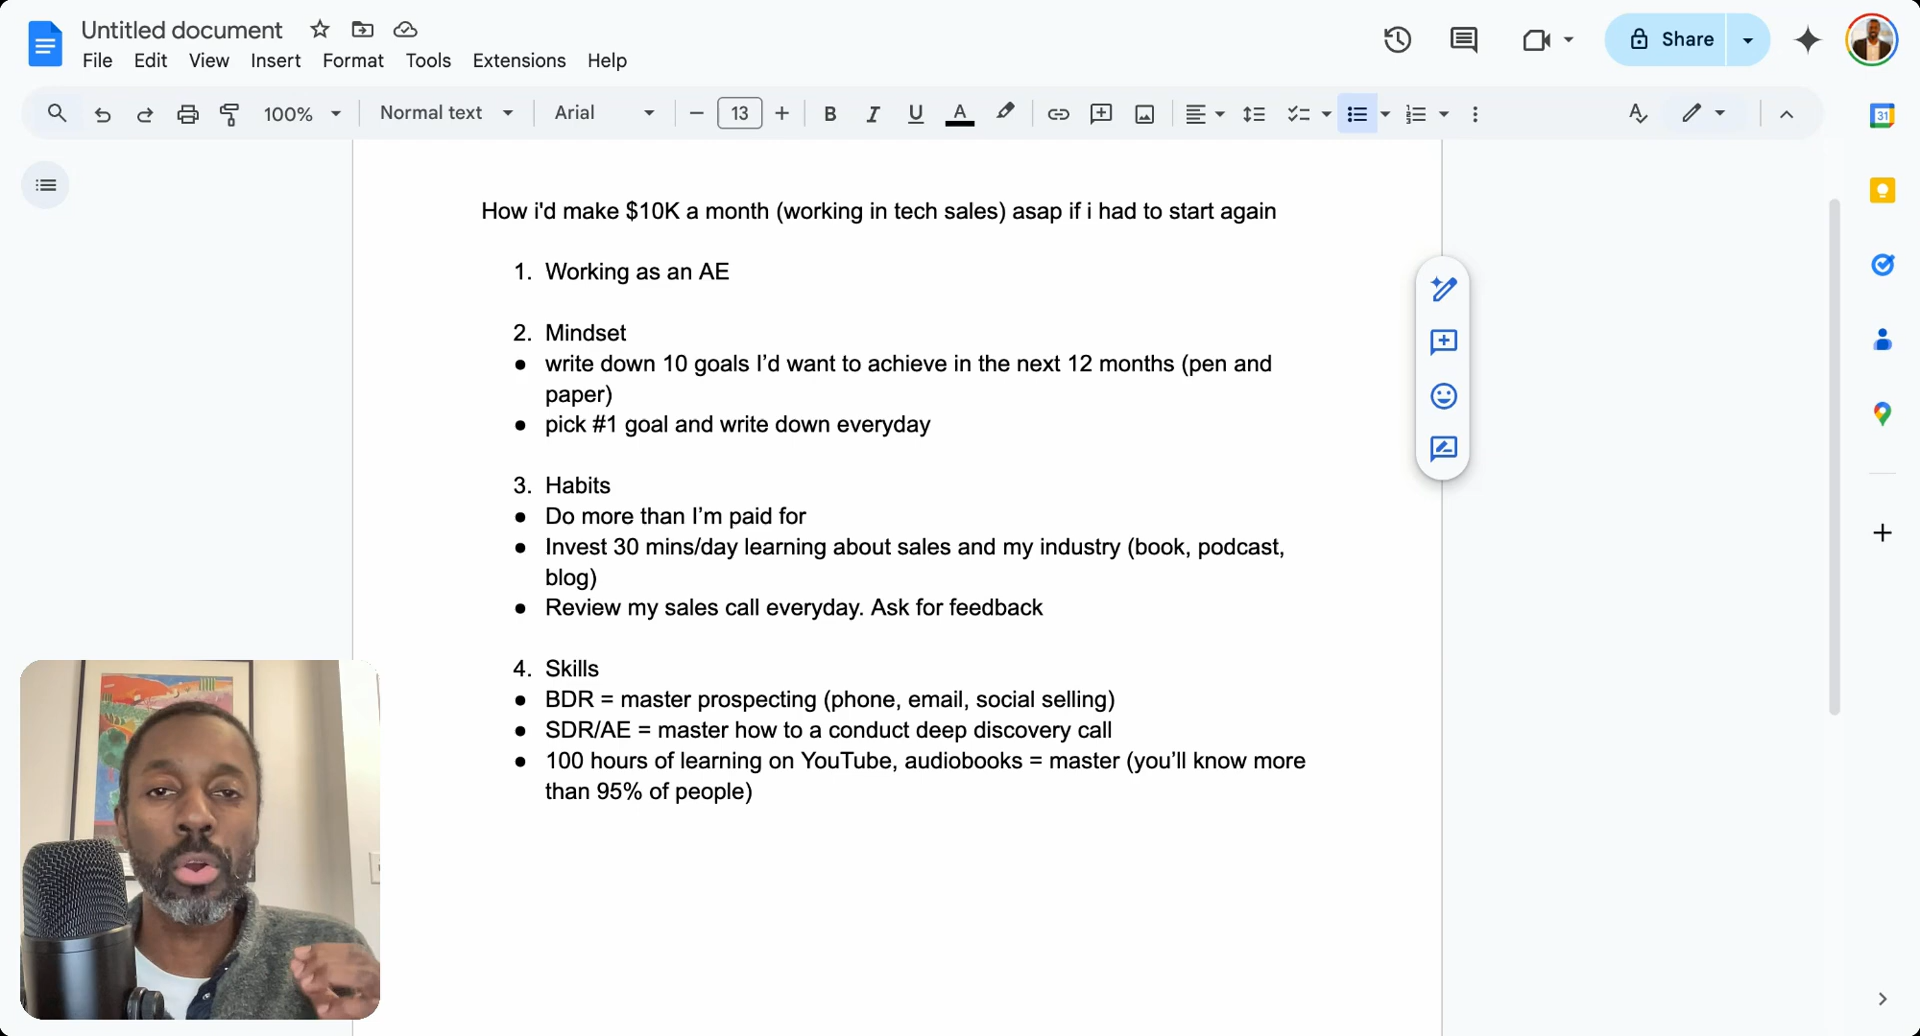 Untitled document
File Edit View Insert Format Tools Extensions Help
Share
100% Normal text Arial 13 B I U A
31
How i'd make $10K a month (working in tech sales) asap if i had to start again
1. Working as an AE
2. Mindset
● write down 10 goals I’d want to achieve in the next 12 months (pen and
paper)
● pick #1 goal and write down everyday
3. Habits
● Do more than I’m paid for
● Invest 30 mins/day learning about sales and my industry (book, podcast,
blog)
● Review my sales call everyday. Ask for feedback
4. Skills
● BDR = master prospecting (phone, email, social selling)
● SDR/AE = master how to a conduct deep discovery call
● 100 hours of learning on YouTube, audiobooks = master (you’ll know more
than 95% of people)